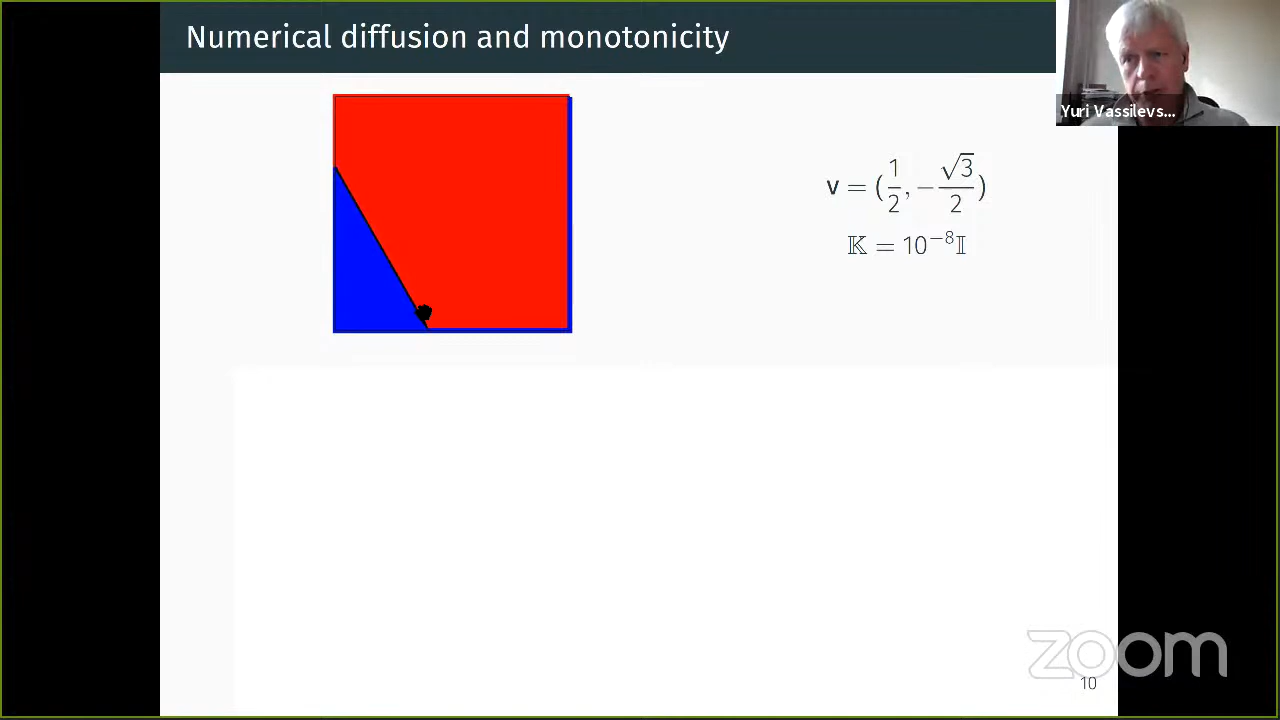 Numerical diffusion and monotonicity
Yuri Vassilevs...
v = (1/2, −√3/2)
𝕂 = 10⁻⁸𝕀
zoom
10